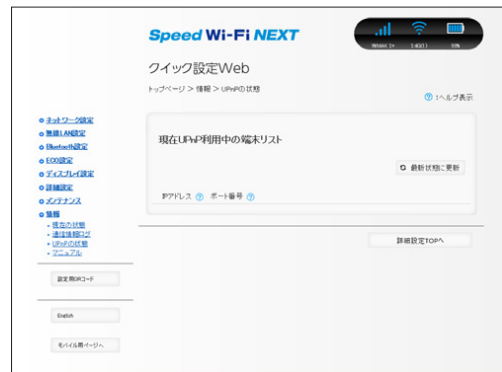 Speed Wi-Fi NEXT
クイック設定Web
トップページ > 情報 > UPnPの状態
:ヘルプ表示
ネットワーク設定
無線LAN設定
Bluetooth設定
ECO設定
ディスプレイ設定
詳細設定
メンテナンス
情報
- 現在の状態
- 通信情報ログ
- UPnPの状態
- マニュアル
設定用QRコード
English
モバイル用ページへ
現在UPnP利用中の端末リスト
最新状態に更新
IPアドレス ? ポート番号 ?
詳細設定TOPへ